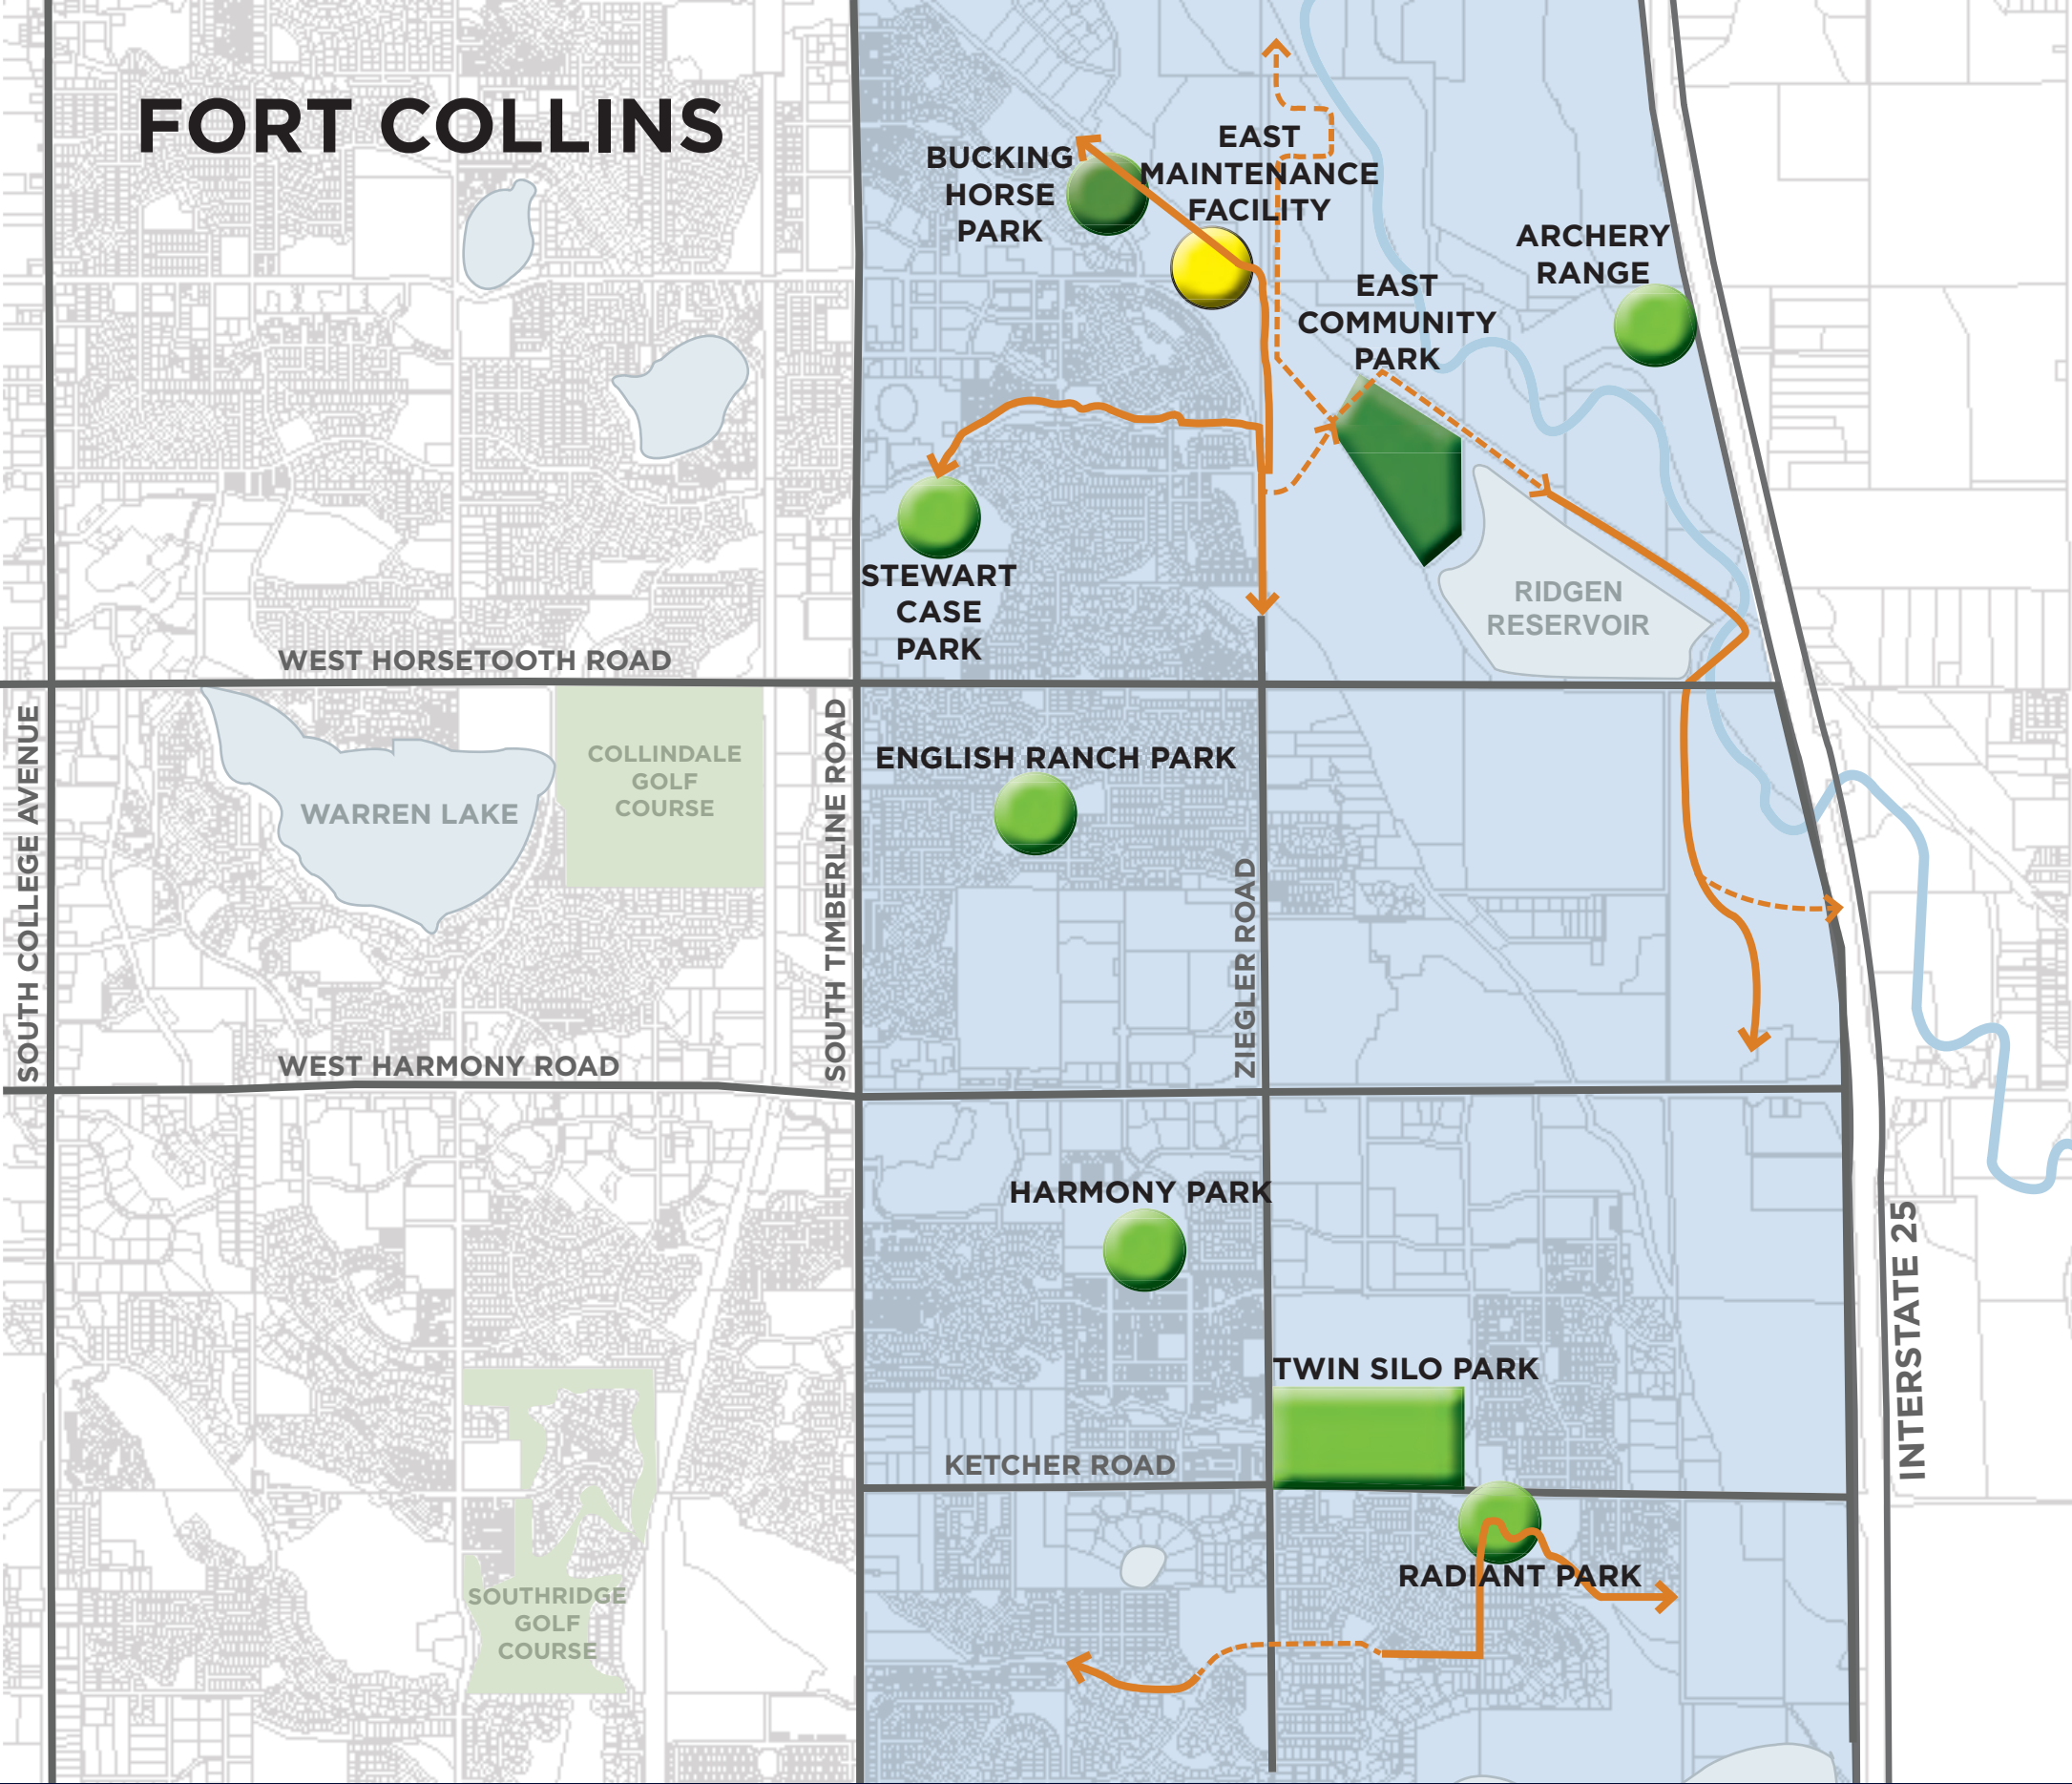 FORT COLLINS
BUCKING
HORSE
PARK
EAST
MAINTENANCE
FACILITY
ARCHERY
RANGE
EAST
COMMUNITY
PARK
STEWART
CASE
PARK
RIDGEN
RESERVOIR
WEST HORSETOOTH ROAD
SOUTH COLLEGE AVENUE
WARREN LAKE
COLLINDALE
GOLF
COURSE
SOUTH TIMBERLINE ROAD
ENGLISH RANCH PARK
ZIEGLER ROAD
WEST HARMONY ROAD
HARMONY PARK
INTERSTATE 25
TWIN SILO PARK
KETCHER ROAD
RADIANT PARK
SOUTHRIDGE
GOLF
COURSE